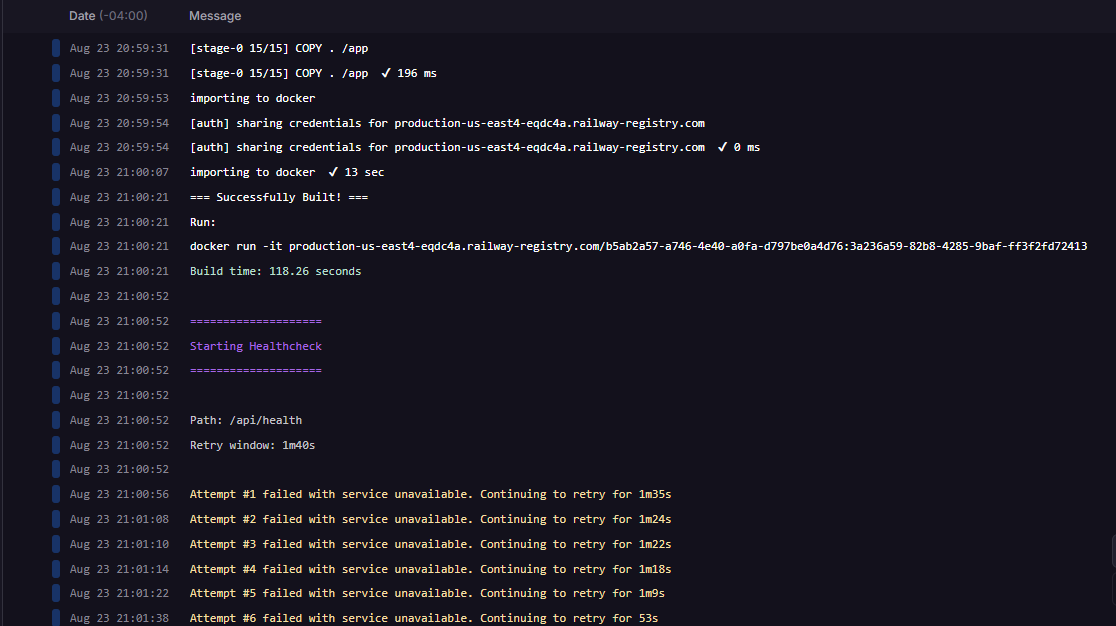 Date (-04:00) Message
Aug 23 20:59:31 [stage-0 15/15] COPY . /app
Aug 23 20:59:31 [stage-0 15/15] COPY . /app ✓ 196 ms
Aug 23 20:59:53 importing to docker
Aug 23 20:59:54 [auth] sharing credentials for production-us-east4-eqdc4a.railway-registry.com
Aug 23 20:59:54 [auth] sharing credentials for production-us-east4-eqdc4a.railway-registry.com ✓ 0 ms
Aug 23 21:00:07 importing to docker ✓ 13 sec
Aug 23 21:00:21 === Successfully Built! ===
Aug 23 21:00:21 Run:
Aug 23 21:00:21 docker run -it production-us-east4-eqdc4a.railway-registry.com/b5ab2a57-a746-4e40-a0fa-d797be0a4d76:3a236a59-82b8-4285-9baf-ff3f2fd72413
Aug 23 21:00:21 Build time: 118.26 seconds
Aug 23 21:00:52
Aug 23 21:00:52 ====================
Aug 23 21:00:52 Starting Healthcheck
Aug 23 21:00:52 ====================
Aug 23 21:00:52
Aug 23 21:00:52 Path: /api/health
Aug 23 21:00:52 Retry window: 1m40s
Aug 23 21:00:52
Aug 23 21:00:56 Attempt #1 failed with service unavailable. Continuing to retry for 1m35s
Aug 23 21:01:08 Attempt #2 failed with service unavailable. Continuing to retry for 1m24s
Aug 23 21:01:10 Attempt #3 failed with service unavailable. Continuing to retry for 1m22s
Aug 23 21:01:14 Attempt #4 failed with service unavailable. Continuing to retry for 1m18s
Aug 23 21:01:22 Attempt #5 failed with service unavailable. Continuing to retry for 1m9s
Aug 23 21:01:38 Attempt #6 failed with service unavailable. Continuing to retry for 53s